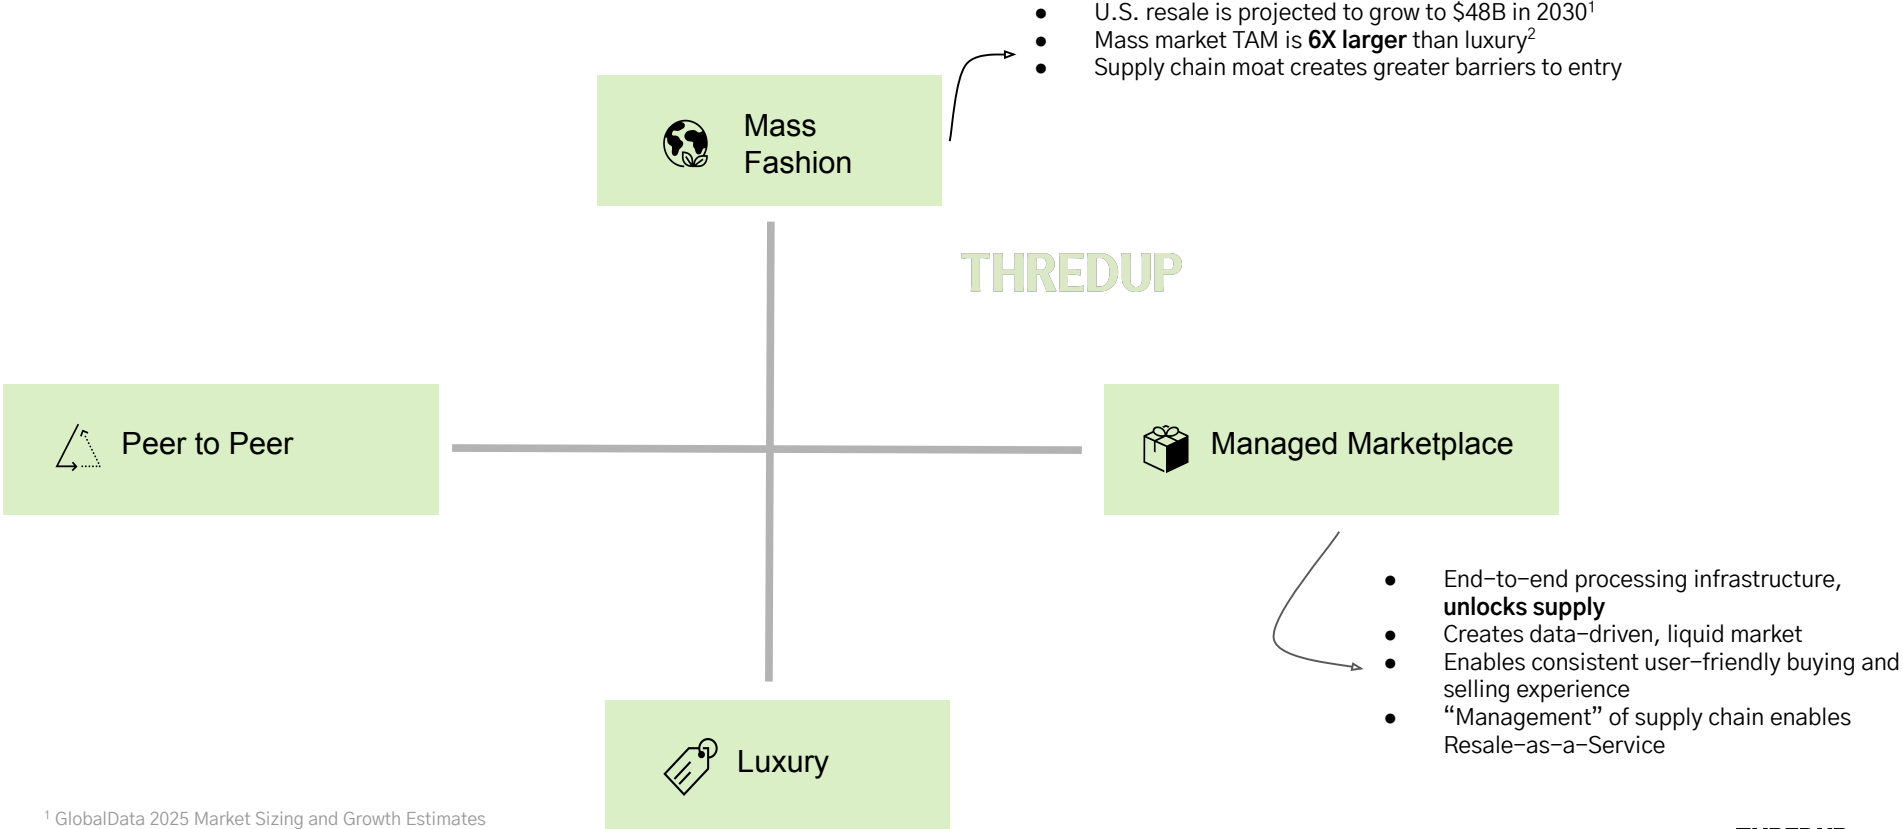 ● U.S. resale is projected to grow to $48B in 2030¹
● Mass market TAM is 6X larger than luxury²
● Supply chain moat creates greater barriers to entry
Mass
Fashion
THREDUP
Peer to Peer
Managed Marketplace
● End-to-end processing infrastructure,
unlocks supply
● Creates data-driven, liquid market
● Enables consistent user-friendly buying and
selling experience
● “Management” of supply chain enables
Resale-as-a-Service
Luxury
¹ GlobalData 2025 Market Sizing and Growth Estimates